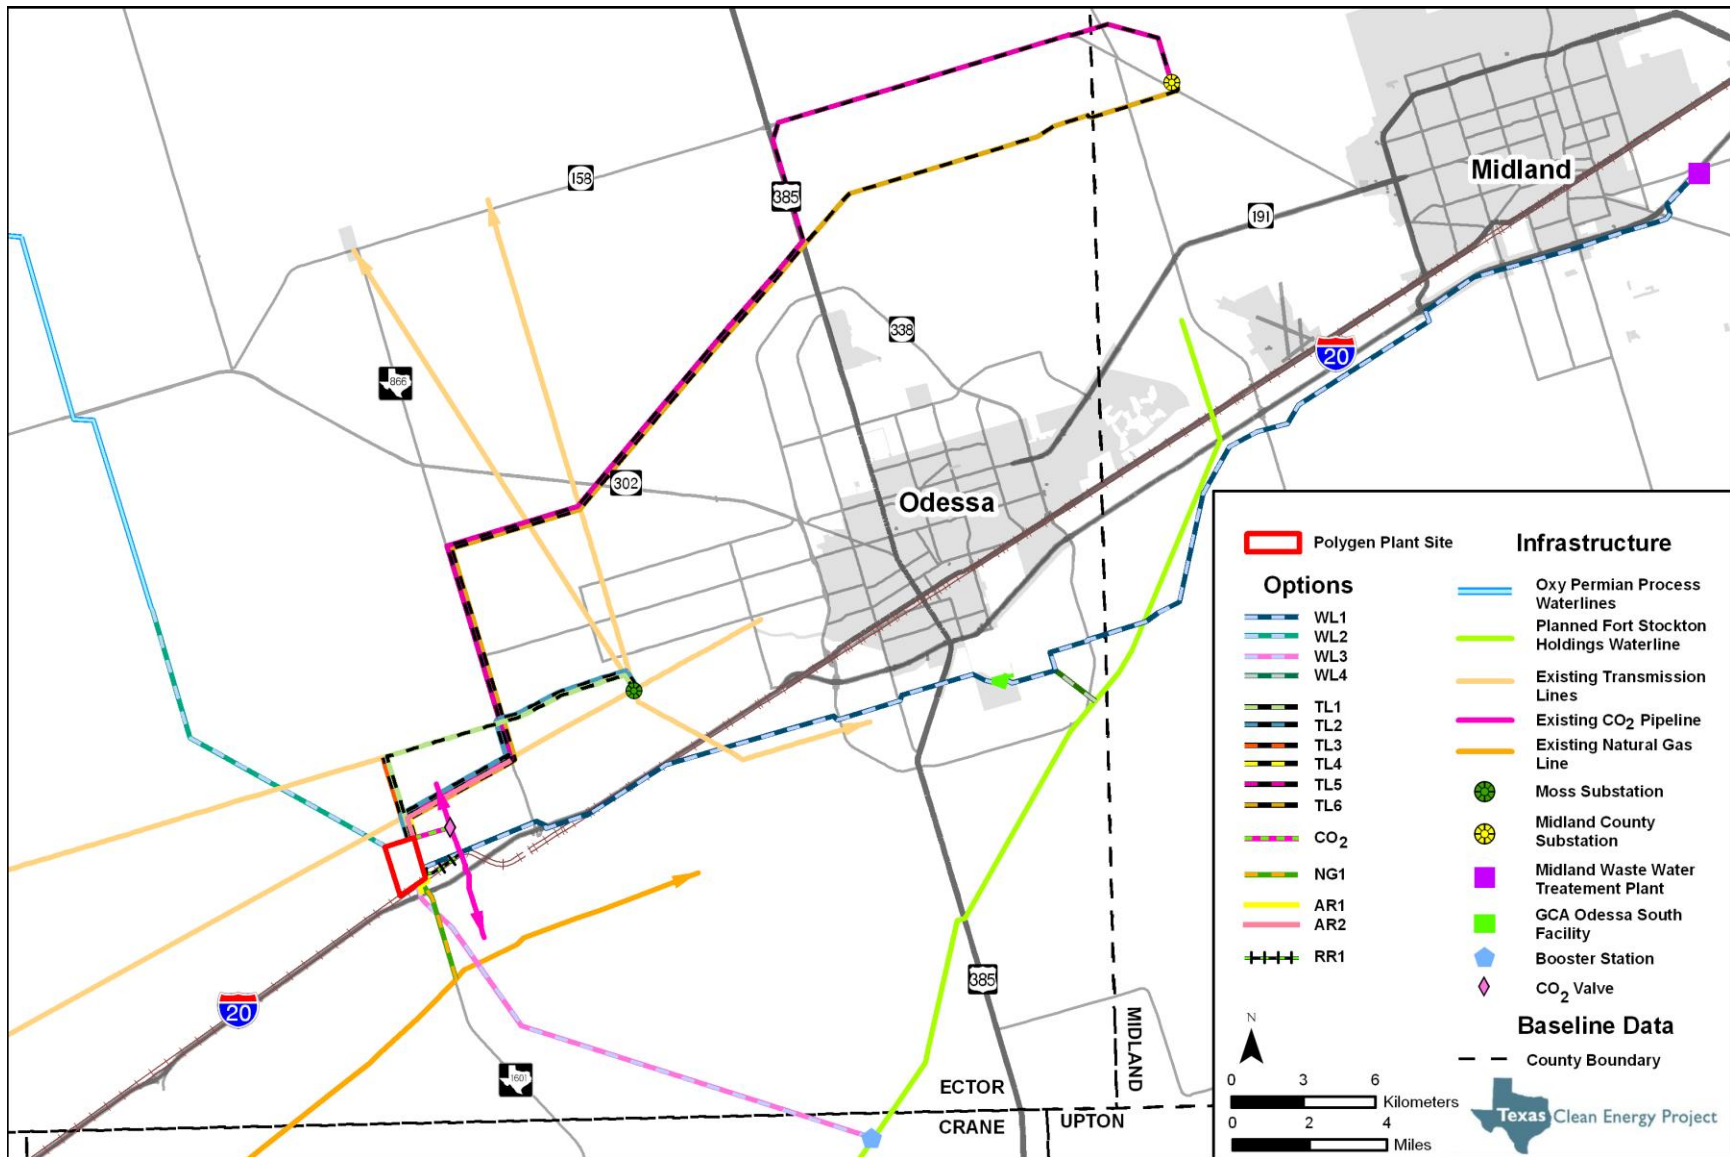 158
385
191
Midland
338
866
20
302
Odessa
20
385
1601
ECTOR
CRANE
MIDLAND
UPTON
Polygen Plant Site
Options
WL1
WL2
WL3
WL4
TL1
TL2
TL3
TL4
TL5
TL6
CO2
NG1
AR1
AR2
RR1
Infrastructure
Oxy Permian Process
Waterlines
Planned Fort Stockton
Holdings Waterline
Existing Transmission
Lines
Existing CO2 Pipeline
Existing Natural Gas
Line
Moss Substation
Midland County
Substation
Midland Waste Water
Treatement Plant
GCA Odessa South
Facility
Booster Station
CO2 Valve
Baseline Data
County Boundary
N
0 3 6
Kilometers
0 2 4
Miles
Texas Clean Energy Project